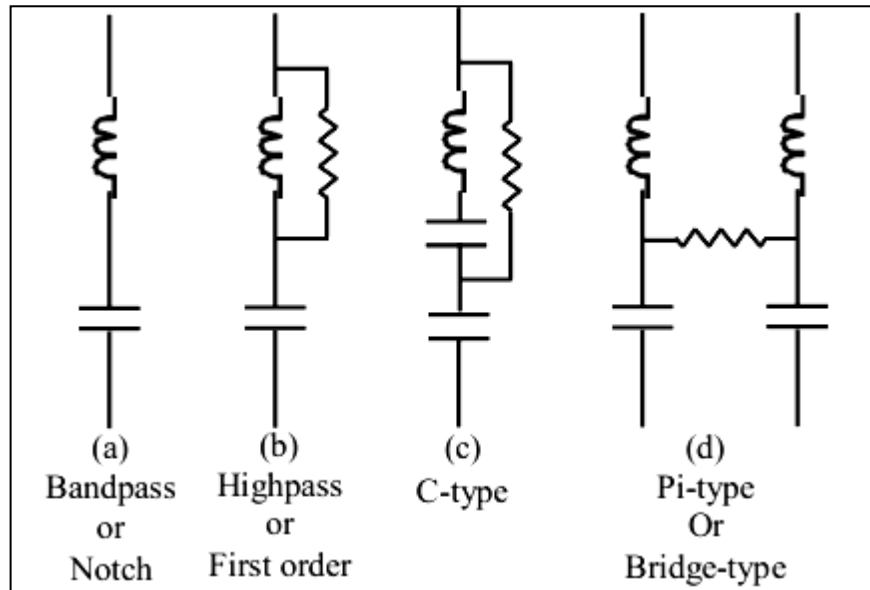 (a)
Bandpass
or
Notch
(b)
Highpass
or
First order
(c)
C-type
(d)
Pi-type
Or
Bridge-type